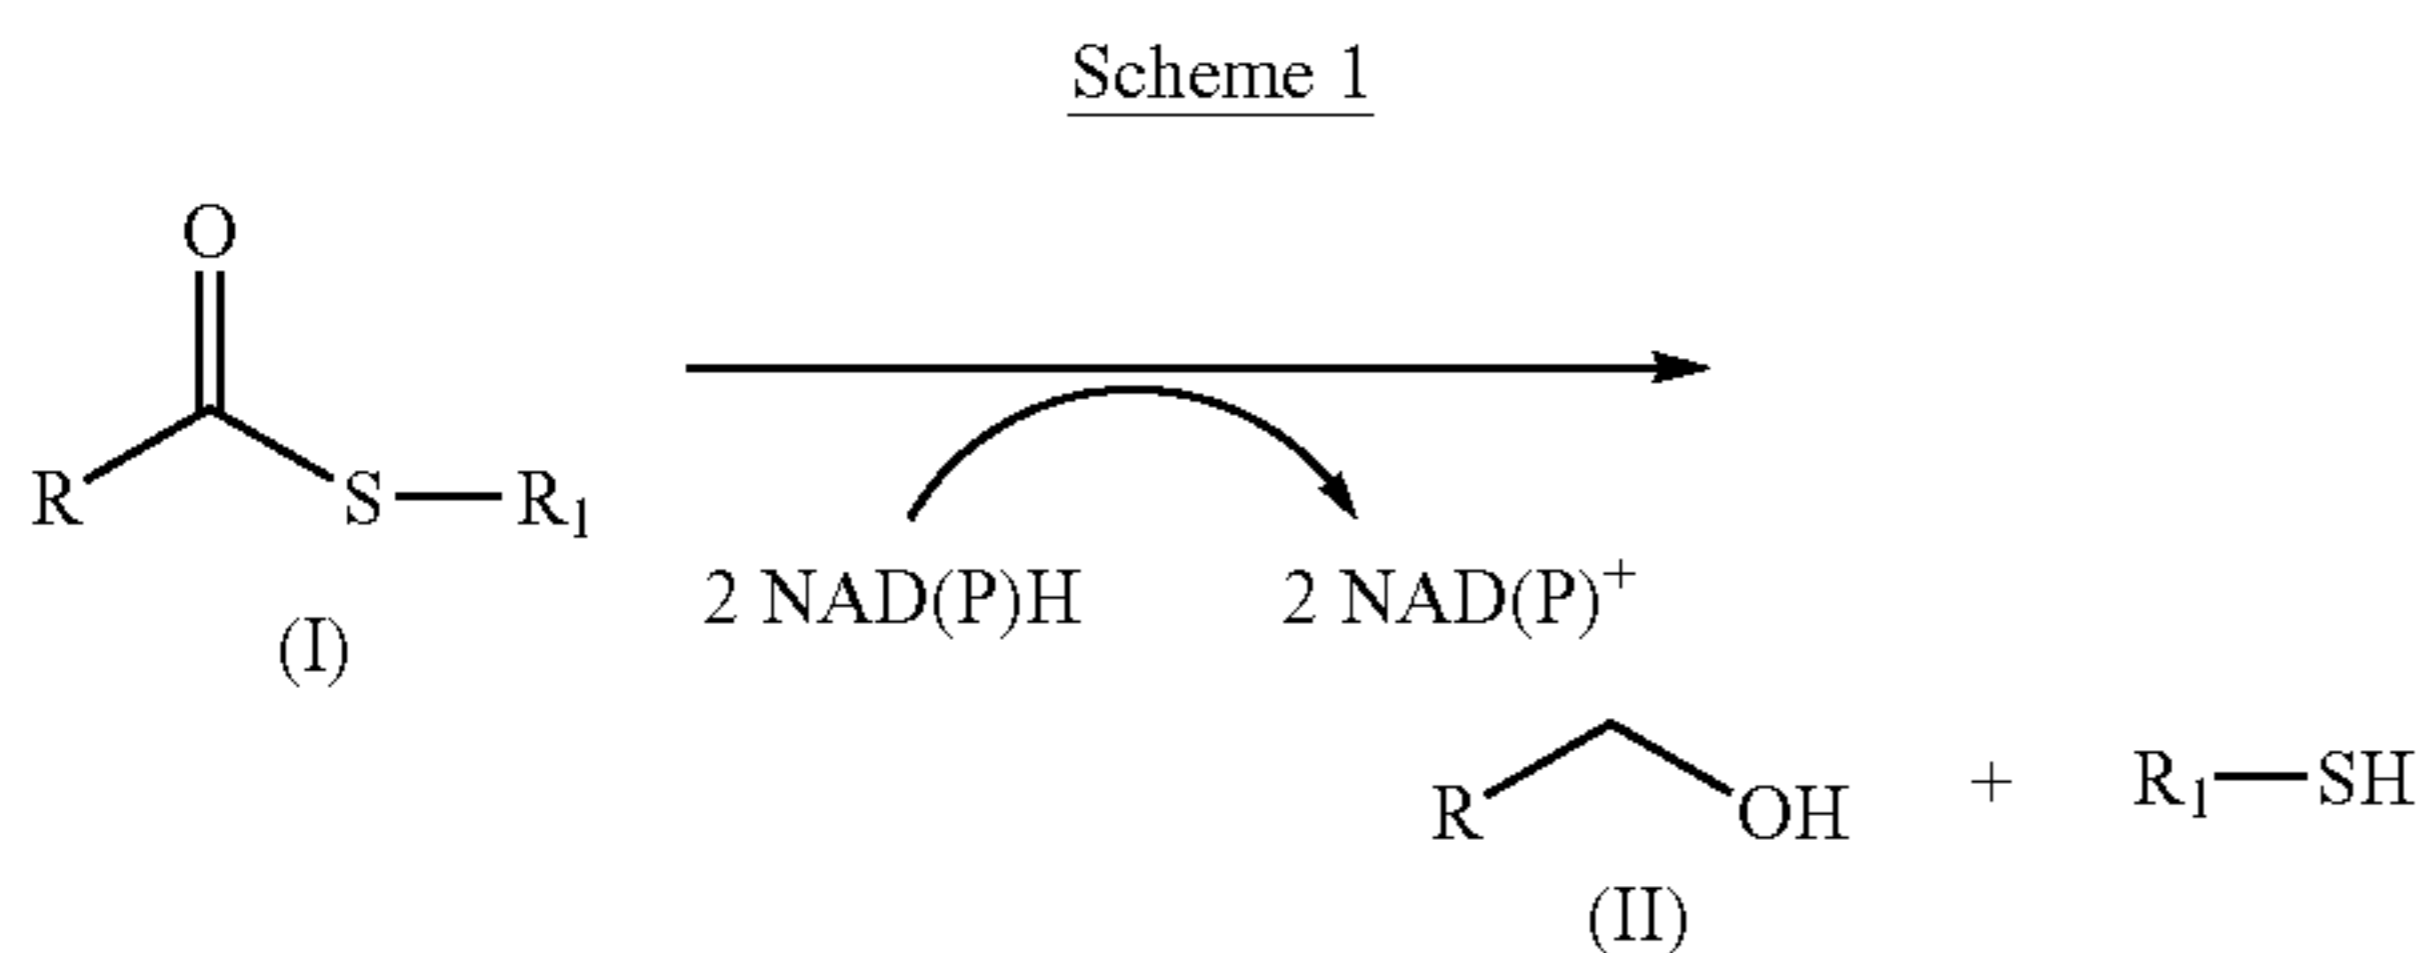 Scheme 1
O
R S R1
2 NAD(P)H 2 NAD(P)+
(I)
R OH + R1 SH
(II)